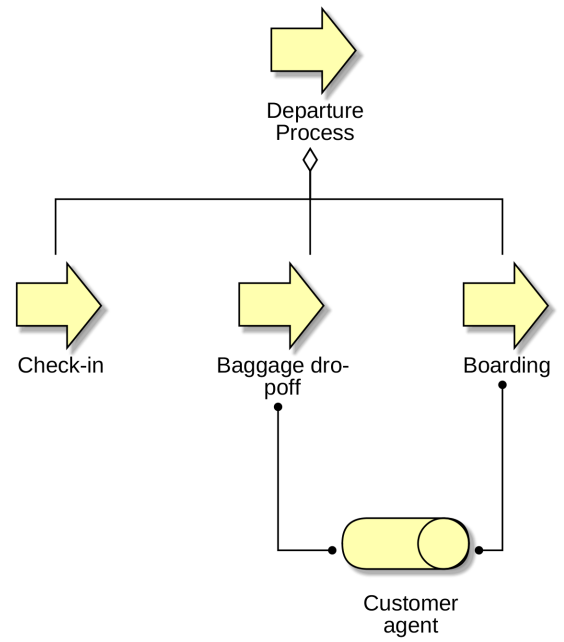 Departure
Process
Check-in
Baggage dro-
poff
Boarding
Customer
agent